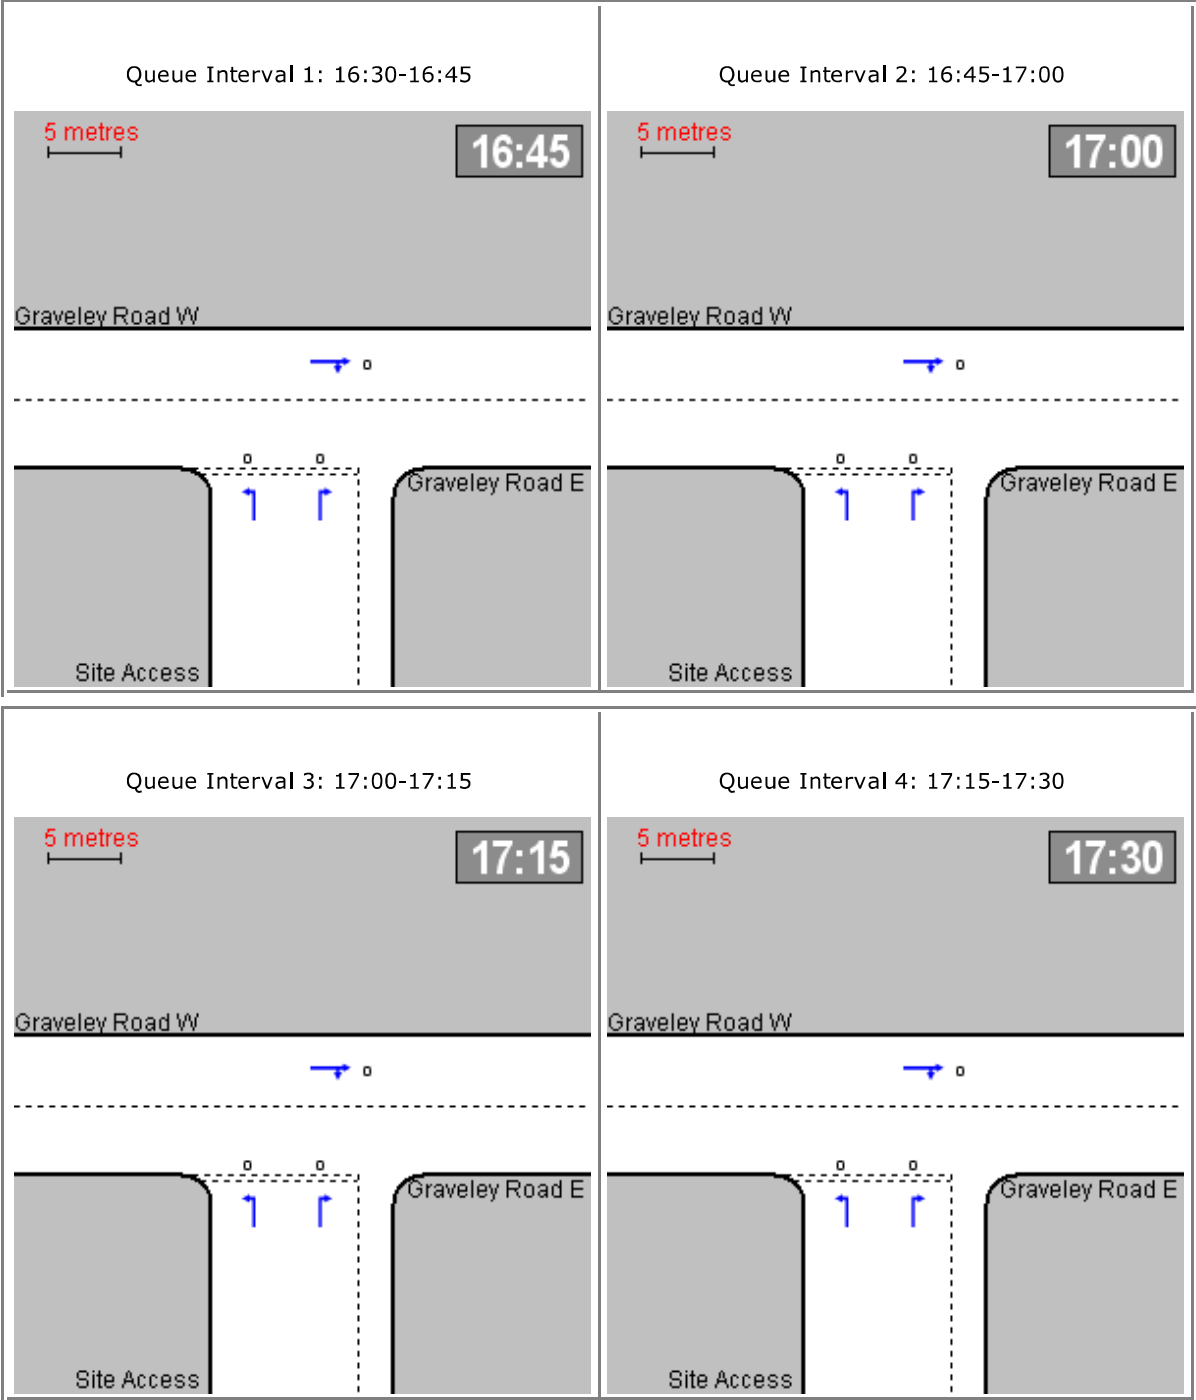 Queue Interval 1: 16:30-16:45
5 metres
16:45
Graveley Road W
0
0 0
Graveley Road E
Site Access
Queue Interval 2: 16:45-17:00
5 metres
17:00
Graveley Road W
0
0 0
Graveley Road E
Site Access
Queue Interval 3: 17:00-17:15
5 metres
17:15
Graveley Road W
0
0 0
Graveley Road E
Site Access
Queue Interval 4: 17:15-17:30
5 metres
17:30
Graveley Road W
0
0 0
Graveley Road E
Site Access